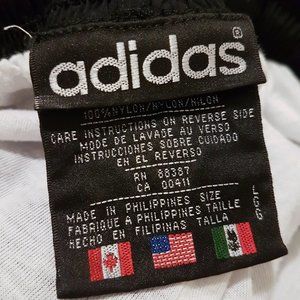 adidas®
100%NYLON/NYLON/NILON
CARE INSTRUCTIONS ON REVERSE SIDE
MODE DE LAVAGE AU VERSO
INSTRUCCIONES SOBRE CUIDADO
EN EL REVERSO
RN 88387
CA 00411
MADE IN PHILIPPINES SIZE L
FABRIQUE A PHILIPPINES TAILLE G
HECHO EN FILIPINAS TALLA G